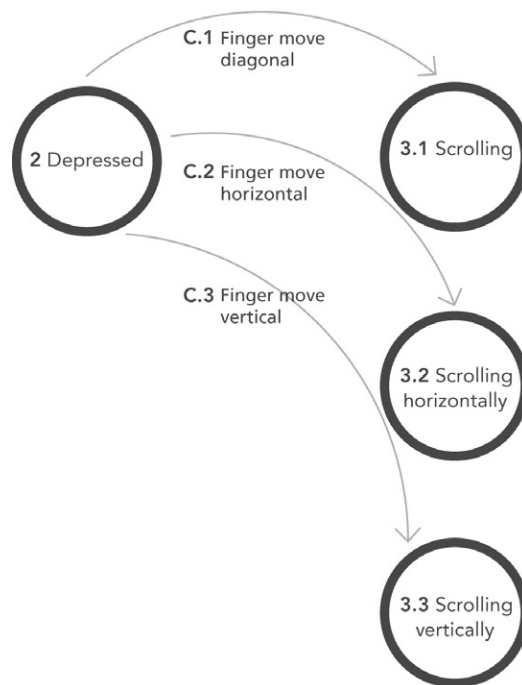 C.1 Finger move
diagonal
2 Depressed
3.1 Scrolling
C.2 Finger move
horizontal
C.3 Finger move
vertical
3.2 Scrolling
horizontally
3.3 Scrolling
vertically